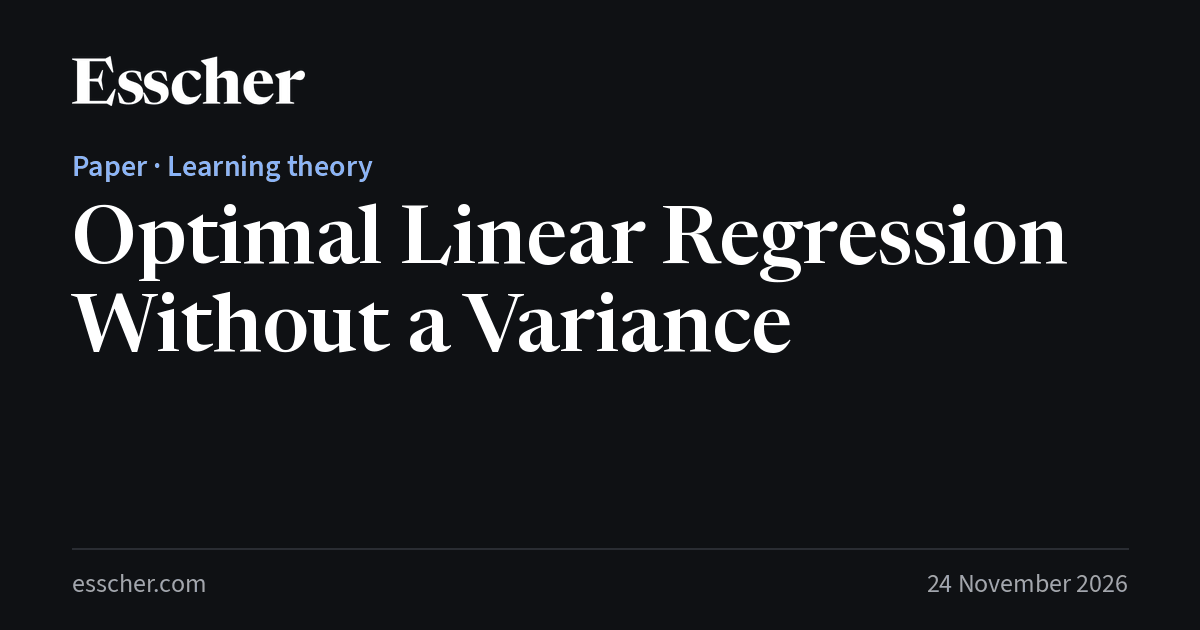 Esscher
Paper · Learning theory
Optimal Linear Regression
Without a Variance
esscher.com
24 November 2026